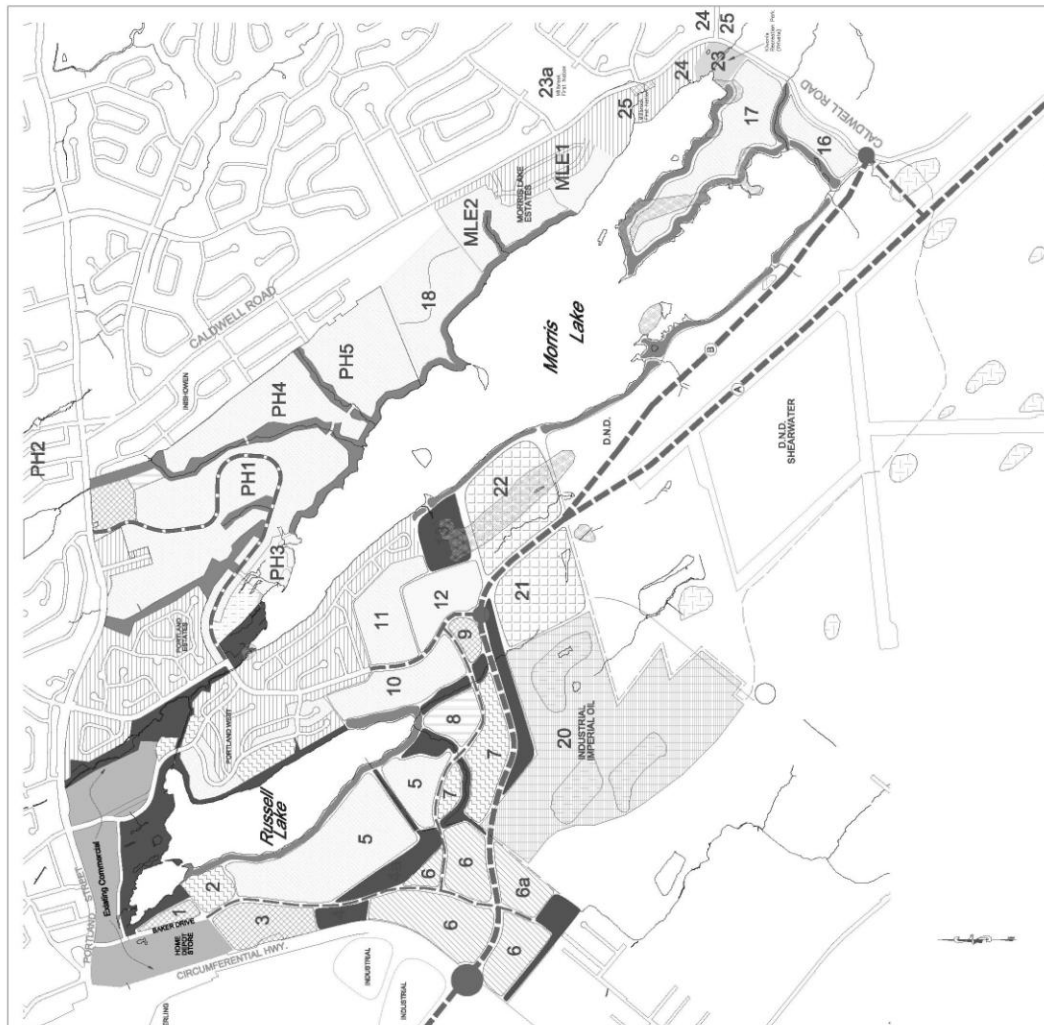 24
25
23
24
23a
25
17
CALDWELL ROAD
16
MLE1
MORRIS LAKE
ESTATES
MLE2
18
CALDWELL ROAD
PH5
INISHOWEN
PH4
PH2
PH1
PH3
Morris
Lake
B
A
D.N.D.
D.N.D.
SHEARWATER
22
21
12
11
9
10
PORTLAND
ESTATES
PORTLAND WEST
8
7
20
INDUSTRIAL
IMPERIAL OIL
5
7
Russell
Lake
5
6
6
6a
6
6
Existing Commercial
PORTLAND STREET
1
2
BAKER DRIVE
3
HOME
DEPOT
STORE
CIRCUMFERENTIAL HWY.
INDUSTRIAL
INDUSTRIAL
ERLING